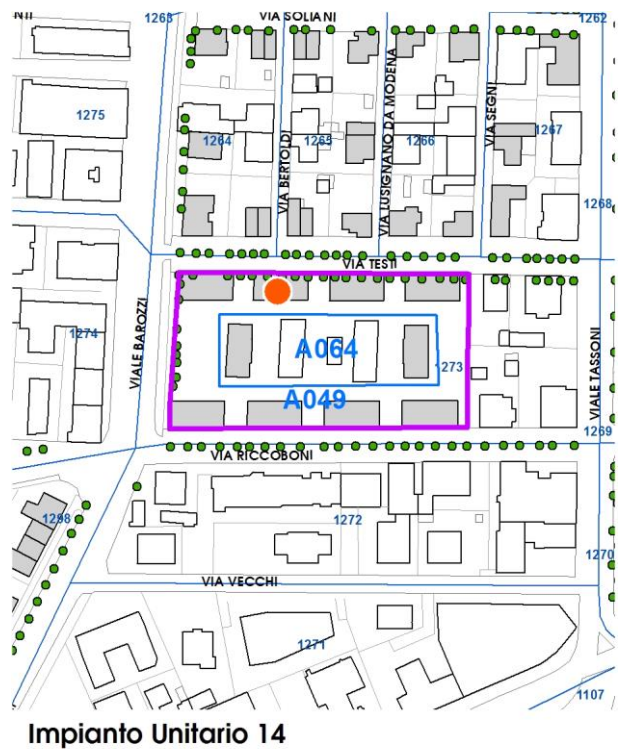 VIA SOLIANI
1263
1262
1275
VIA BERTOLDI
VIA LUSIGNANO DA MODENA
VIA SEGNI
1264
1265
1266
1267
1268
VIA TESTI
VIALE BAROZZI
1274
A064
273
A049
VIALE TASSONI
1269
VIA RICCOBONI
1298
1272
1270
VIA VECCHI
1271
1107
Impianto Unitario 14